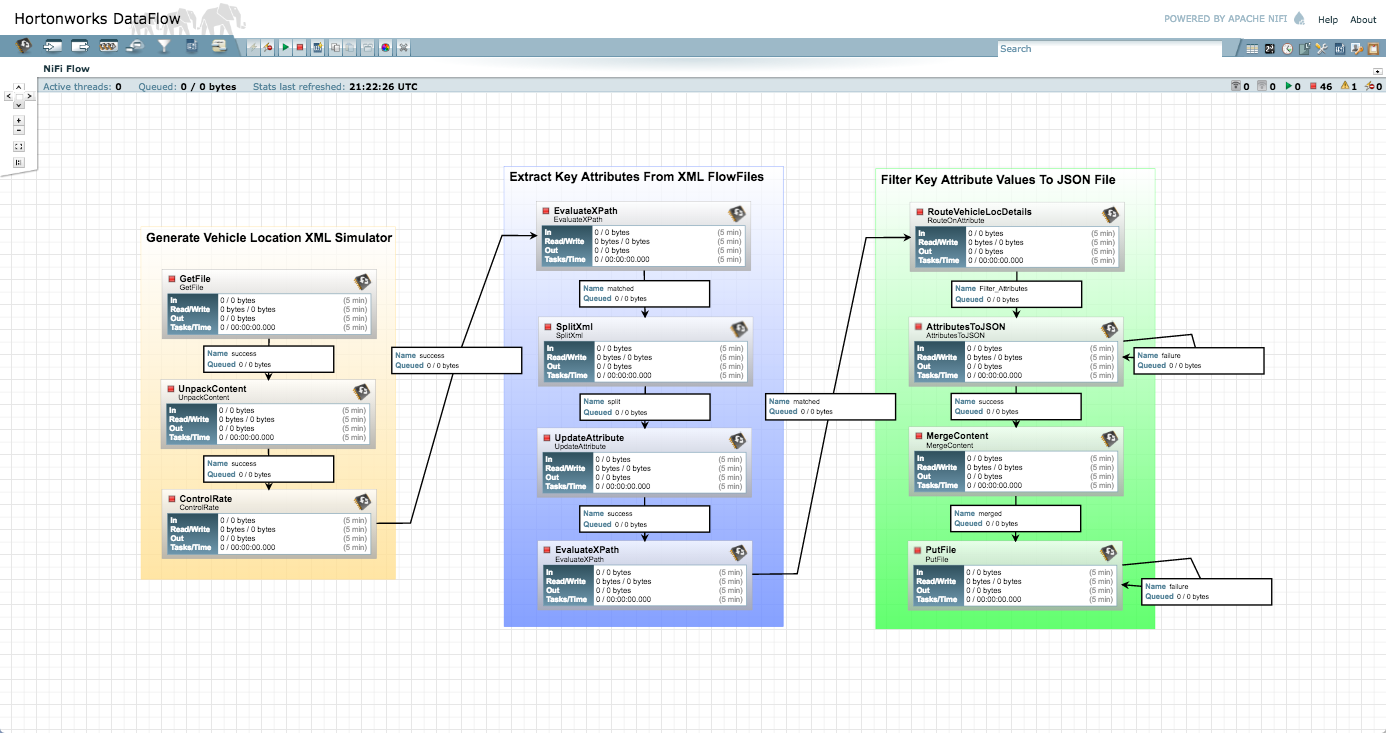 Hortonworks DataFlow
POWERED BY APACHE NIFI Help About
Search
NiFi Flow
Active threads: 0 Queued: 0 / 0 bytes Stats last refreshed: 21:22:26 UTC
0 0 0 46 1 0
Generate Vehicle Location XML Simulator
GetFile
GetFile
In 0 / 0 bytes (5 min)
Read/Write 0 bytes / 0 bytes (5 min)
Out 0 / 0 bytes (5 min)
Tasks/Time 0 / 00:00:00.000 (5 min)
Name success
Queued 0 / 0 bytes
UnpackContent
UnpackContent
In 0 / 0 bytes (5 min)
Read/Write 0 bytes / 0 bytes (5 min)
Out 0 / 0 bytes (5 min)
Tasks/Time 0 / 00:00:00.000 (5 min)
Name success
Queued 0 / 0 bytes
ControlRate
ControlRate
In 0 / 0 bytes (5 min)
Read/Write 0 bytes / 0 bytes (5 min)
Out 0 / 0 bytes (5 min)
Tasks/Time 0 / 00:00:00.000 (5 min)
Name success
Queued 0 / 0 bytes
Extract Key Attributes From XML FlowFiles
EvaluateXPath
EvaluateXPath
In 0 / 0 bytes (5 min)
Read/Write 0 bytes / 0 bytes (5 min)
Out 0 / 0 bytes (5 min)
Tasks/Time 0 / 00:00:00.000 (5 min)
Name matched
Queued 0 / 0 bytes
SplitXml
SplitXml
In 0 / 0 bytes (5 min)
Read/Write 0 bytes / 0 bytes (5 min)
Out 0 / 0 bytes (5 min)
Tasks/Time 0 / 00:00:00.000 (5 min)
Name split
Queued 0 / 0 bytes
UpdateAttribute
UpdateAttribute
In 0 / 0 bytes (5 min)
Read/Write 0 bytes / 0 bytes (5 min)
Out 0 / 0 bytes (5 min)
Tasks/Time 0 / 00:00:00.000 (5 min)
Name success
Queued 0 / 0 bytes
EvaluateXPath
EvaluateXPath
In 0 / 0 bytes (5 min)
Read/Write 0 bytes / 0 bytes (5 min)
Out 0 / 0 bytes (5 min)
Tasks/Time 0 / 00:00:00.000 (5 min)
Name matched
Queued 0 / 0 bytes
Filter Key Attribute Values To JSON File
RouteVehicleLocDetails
RouteOnAttribute
In 0 / 0 bytes (5 min)
Read/Write 0 bytes / 0 bytes (5 min)
Out 0 / 0 bytes (5 min)
Tasks/Time 0 / 00:00:00.000 (5 min)
Name Filter_Attributes
Queued 0 / 0 bytes
AttributesToJSON
AttributesToJSON
In 0 / 0 bytes (5 min)
Read/Write 0 bytes / 0 bytes (5 min)
Out 0 / 0 bytes (5 min)
Tasks/Time 0 / 00:00:00.000 (5 min)
Name failure
Queued 0 / 0 bytes
Name success
Queued 0 / 0 bytes
MergeContent
MergeContent
In 0 / 0 bytes (5 min)
Read/Write 0 bytes / 0 bytes (5 min)
Out 0 / 0 bytes (5 min)
Tasks/Time 0 / 00:00:00.000 (5 min)
Name merged
Queued 0 / 0 bytes
PutFile
PutFile
In 0 / 0 bytes (5 min)
Read/Write 0 bytes / 0 bytes (5 min)
Out 0 / 0 bytes (5 min)
Tasks/Time 0 / 00:00:00.000 (5 min)
Name failure
Queued 0 / 0 bytes